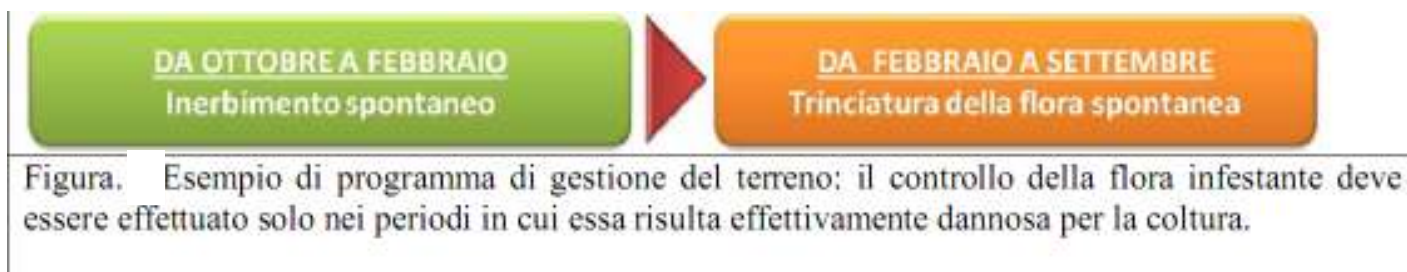 DA OTTOBRE A FEBBRAIO
Inerbimento spontaneo
DA FEBBRAIO A SETTEMBRE
Trinciatura della flora spontanea
Figura. Esempio di programma di gestione del terreno: il controllo della flora infestante deve
essere effettuato solo nei periodi in cui essa risulta effettivamente dannosa per la coltura.